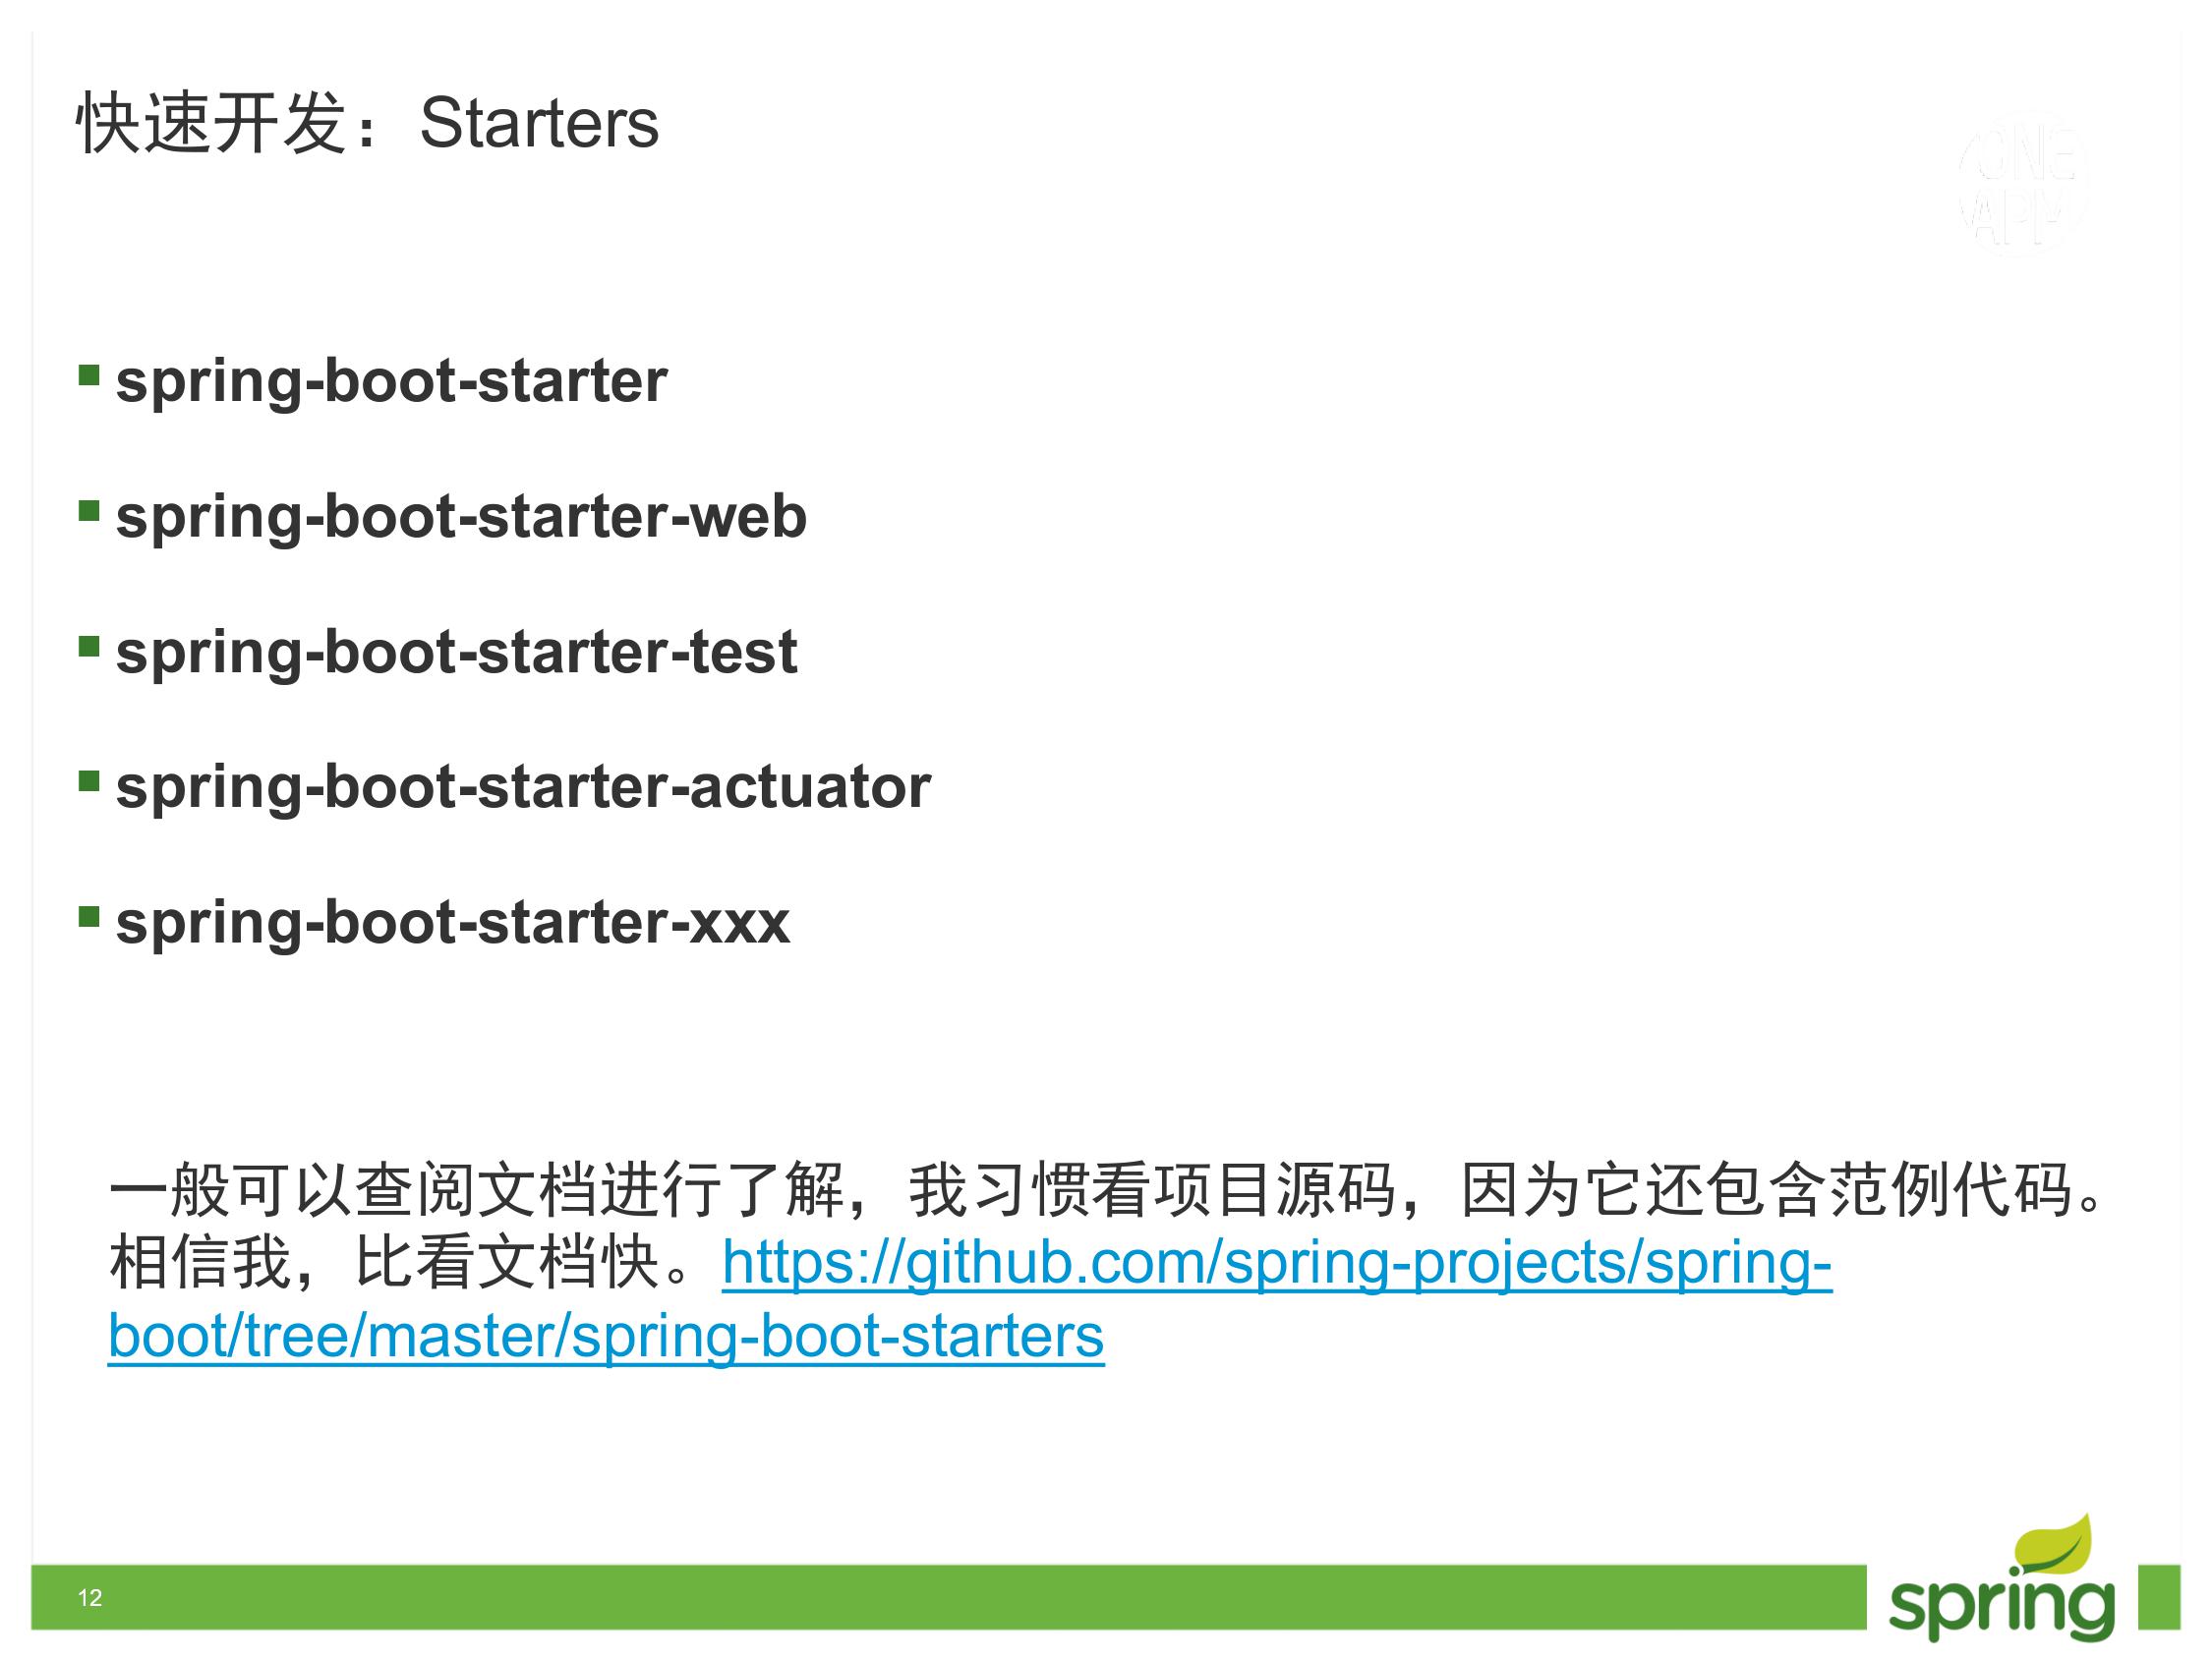 快速开发：Starters
ONE
APM
spring-boot-starter
spring-boot-starter-web
spring-boot-starter-test
spring-boot-starter-actuator
spring-boot-starter-xxx
一般可以查阅文档进行了解，我习惯看项目源码，因为它还包含范例代码。
相信我，比看文档快。https://github.com/spring-projects/spring-
boot/tree/master/spring-boot-starters
12
spring